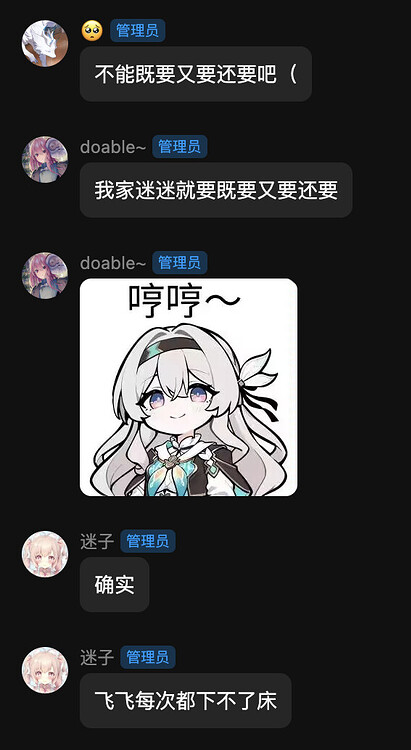 🥺 管理员
不能既要又要还要吧（
doable~ 管理员
我家迷迷就要既要又要还要
doable~ 管理员
哼哼～
迷子 管理员
确实
迷子 管理员
飞飞每次都下不了床